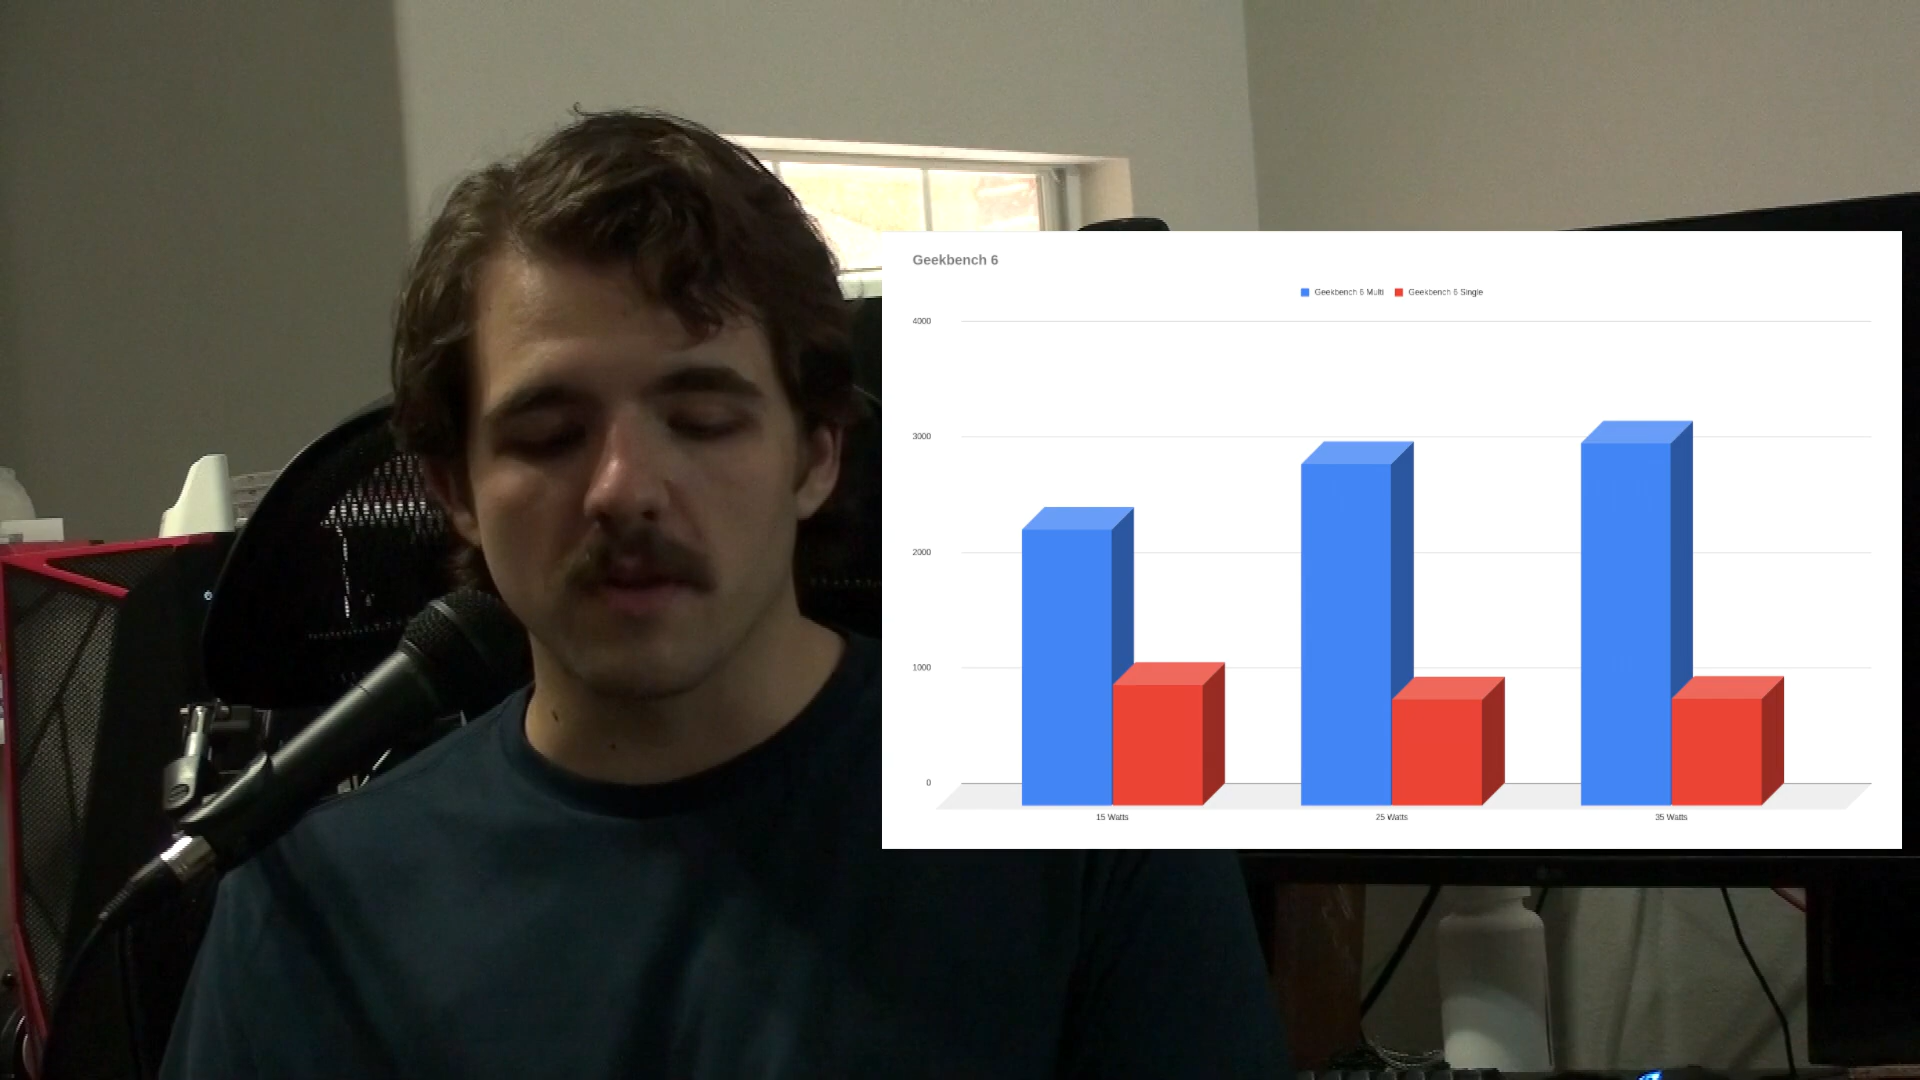 Geekbench 6
Geekbench 6 Multi Geekbench 6 Single
4000
3000
2000
1000
0
15 Watts 25 Watts 35 Watts